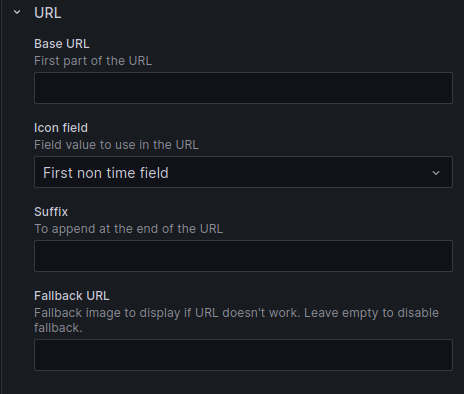 URL
Base URL
First part of the URL
Icon field
Field value to use in the URL
First non time field
Suffix
To append at the end of the URL
Fallback URL
Fallback image to display if URL doesn't work. Leave empty to disable
fallback.